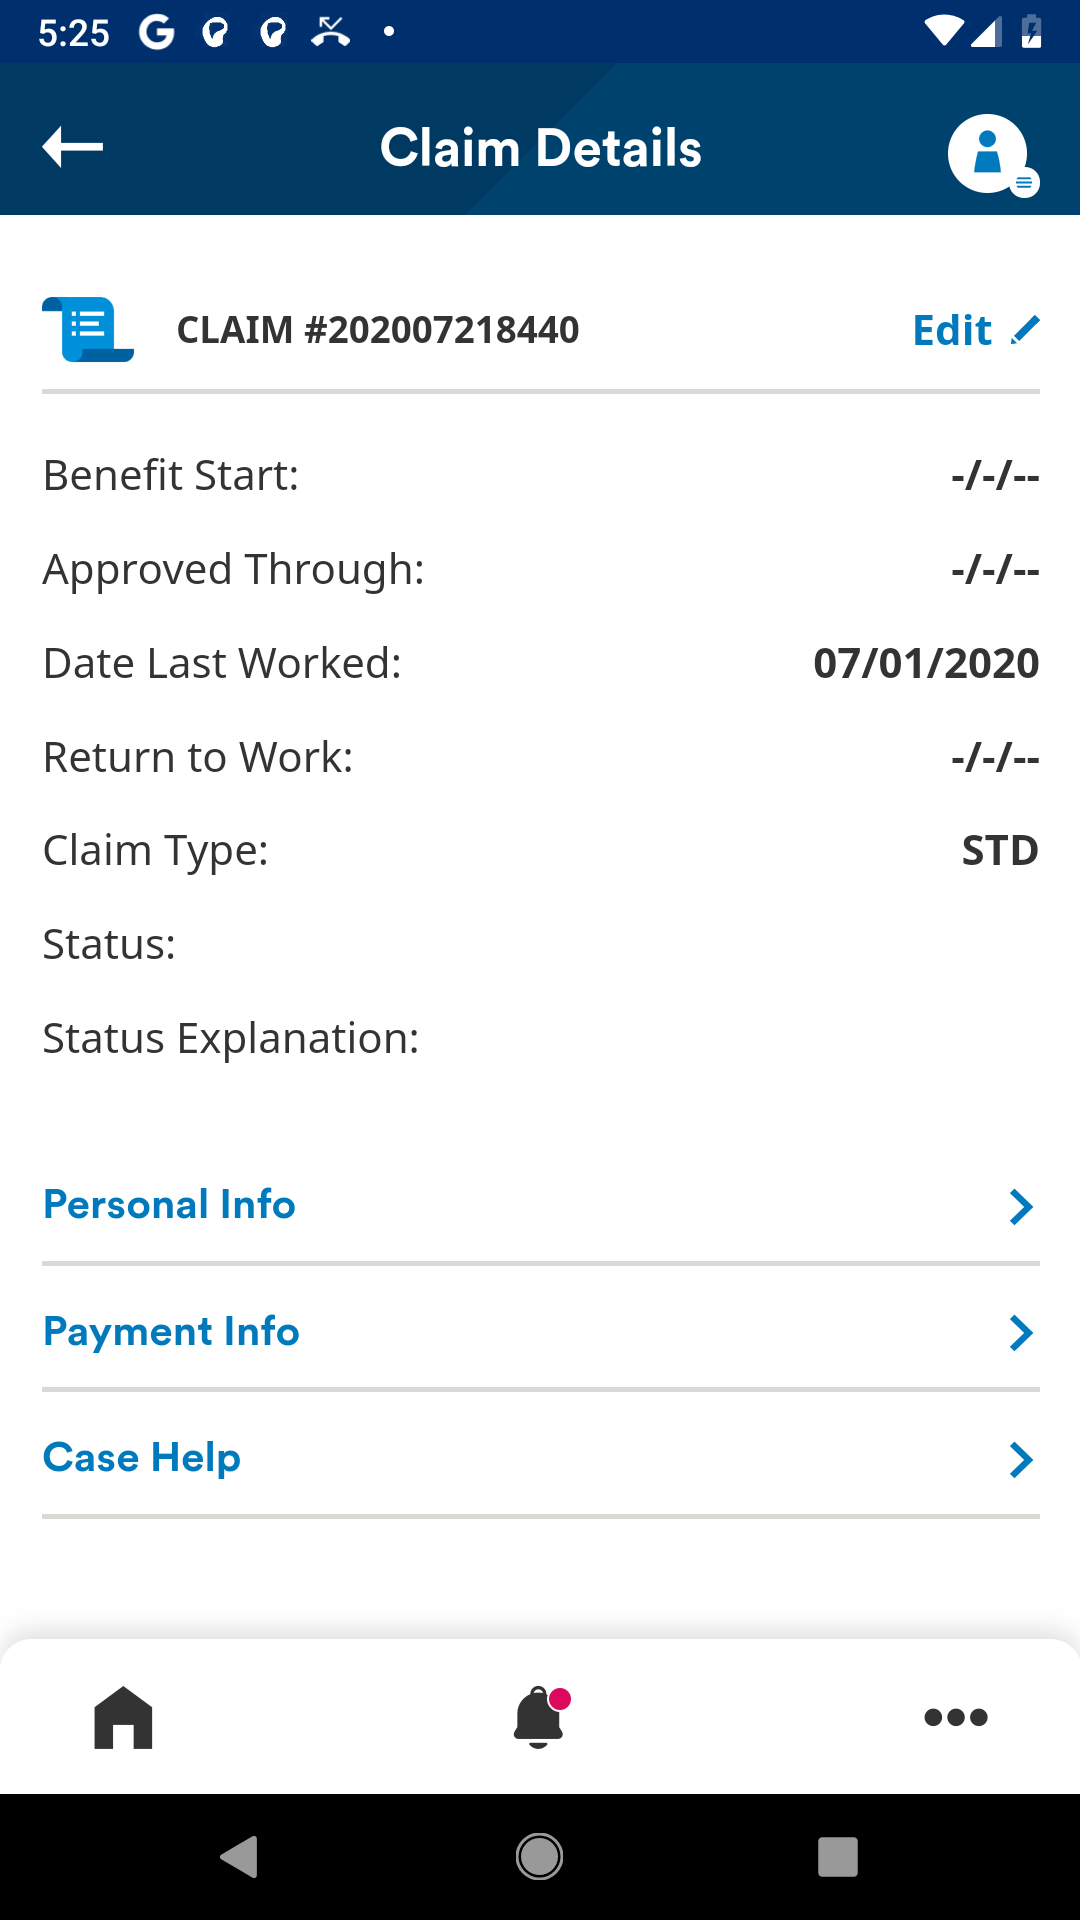 5:25
Claim Details
CLAIM #202007218440 Edit
Benefit Start: -/-/--
Approved Through: -/-/--
Date Last Worked: 07/01/2020
Return to Work: -/-/--
Claim Type: STD
Status:
Status Explanation:
Personal Info
Payment Info
Case Help